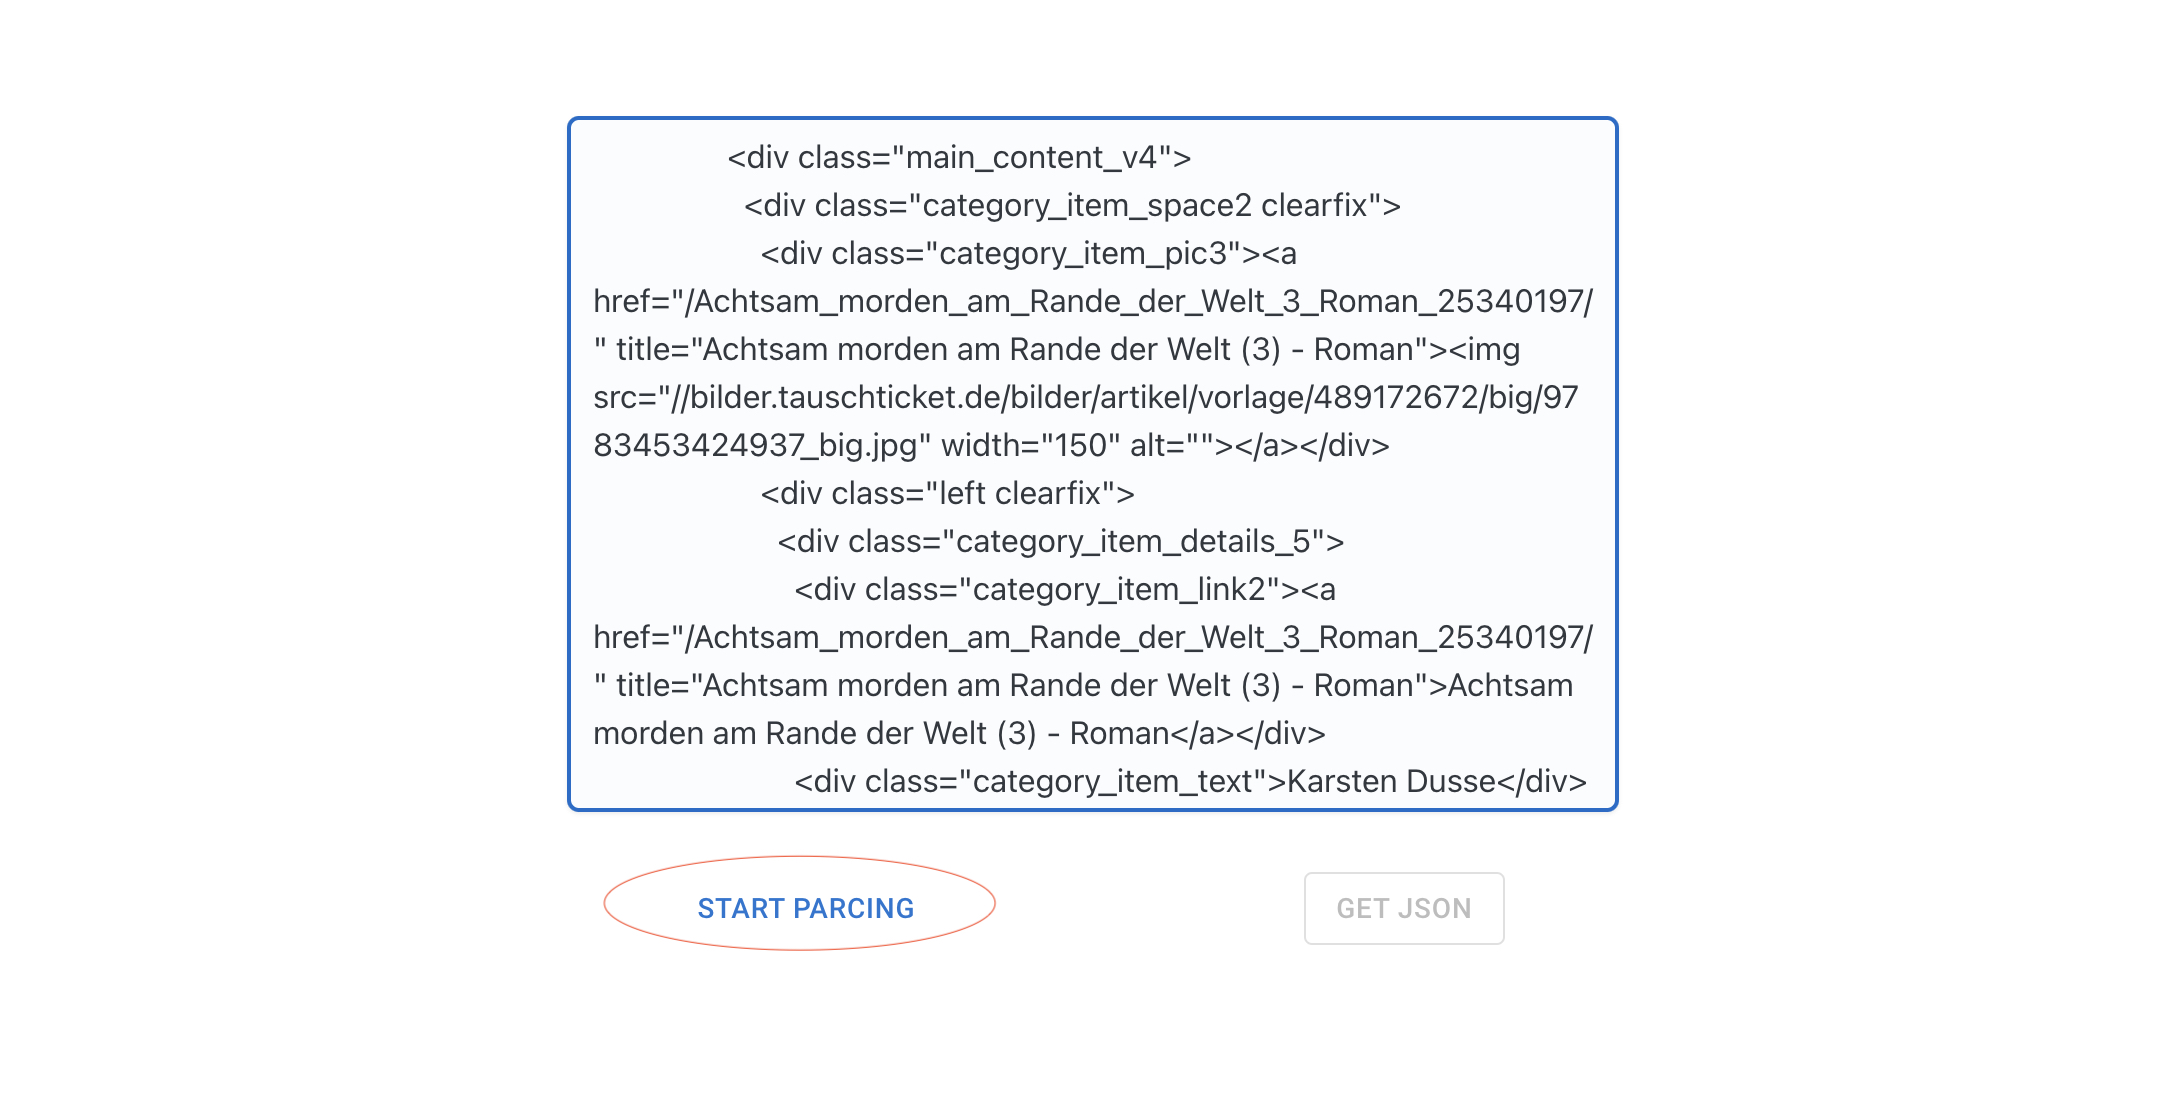 <div class="main_content_v4">
<div class="category_item_space2 clearfix">
<div class="category_item_pic3"><a
href="/Achtsam_morden_am_Rande_der_Welt_3_Roman_25340197/
" title="Achtsam morden am Rande der Welt (3) - Roman"><img
src="//bilder.tauschticket.de/bilder/artikel/vorlage/489172672/big/97
83453424937_big.jpg" width="150" alt=""></a></div>
<div class="left clearfix">
<div class="category_item_details_5">
<div class="category_item_link2"><a
href="/Achtsam_morden_am_Rande_der_Welt_3_Roman_25340197/
" title="Achtsam morden am Rande der Welt (3) - Roman">Achtsam
morden am Rande der Welt (3) - Roman</a></div>
<div class="category_item_text">Karsten Dusse</div>
START PARCING
GET JSON